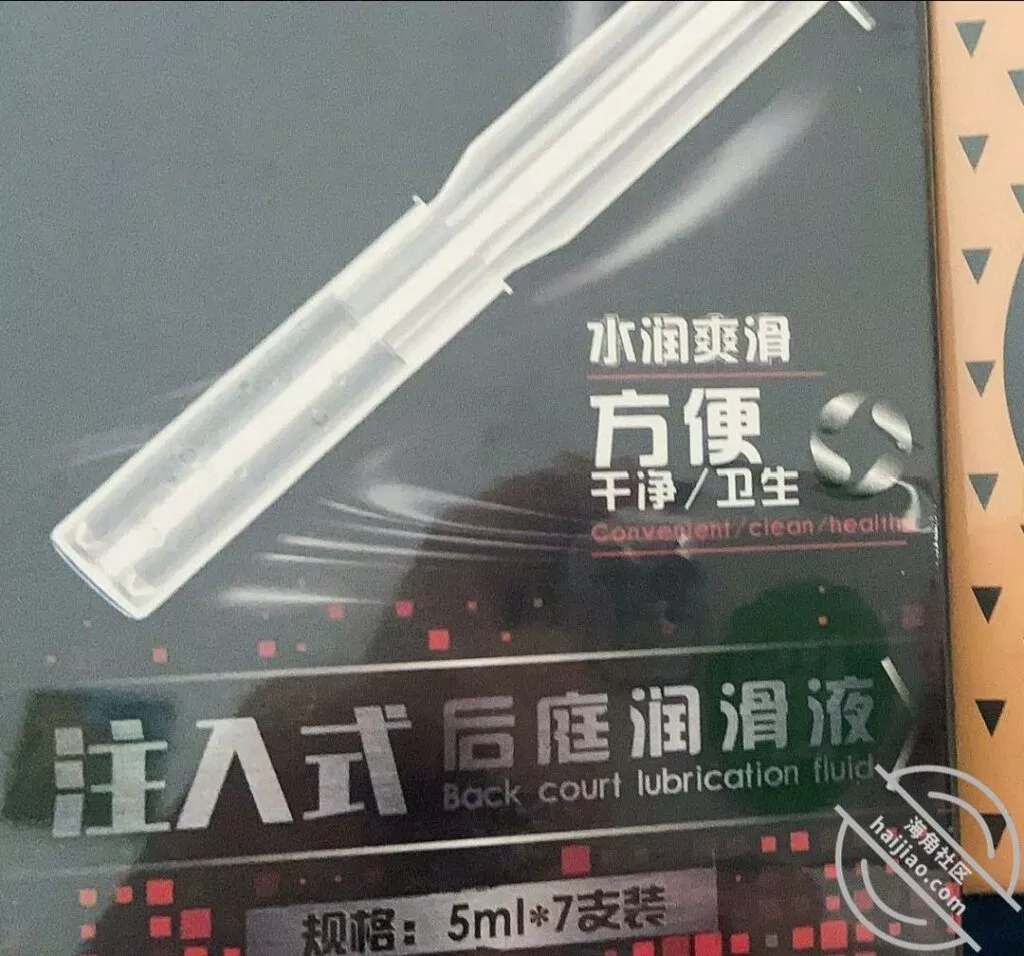 水润爽滑
方便
干净/卫生
Convenient/clean/health
注入式 后庭润滑液
Back court lubrication fluid
规格：5ml*7支装
海角社区
haijiao.com